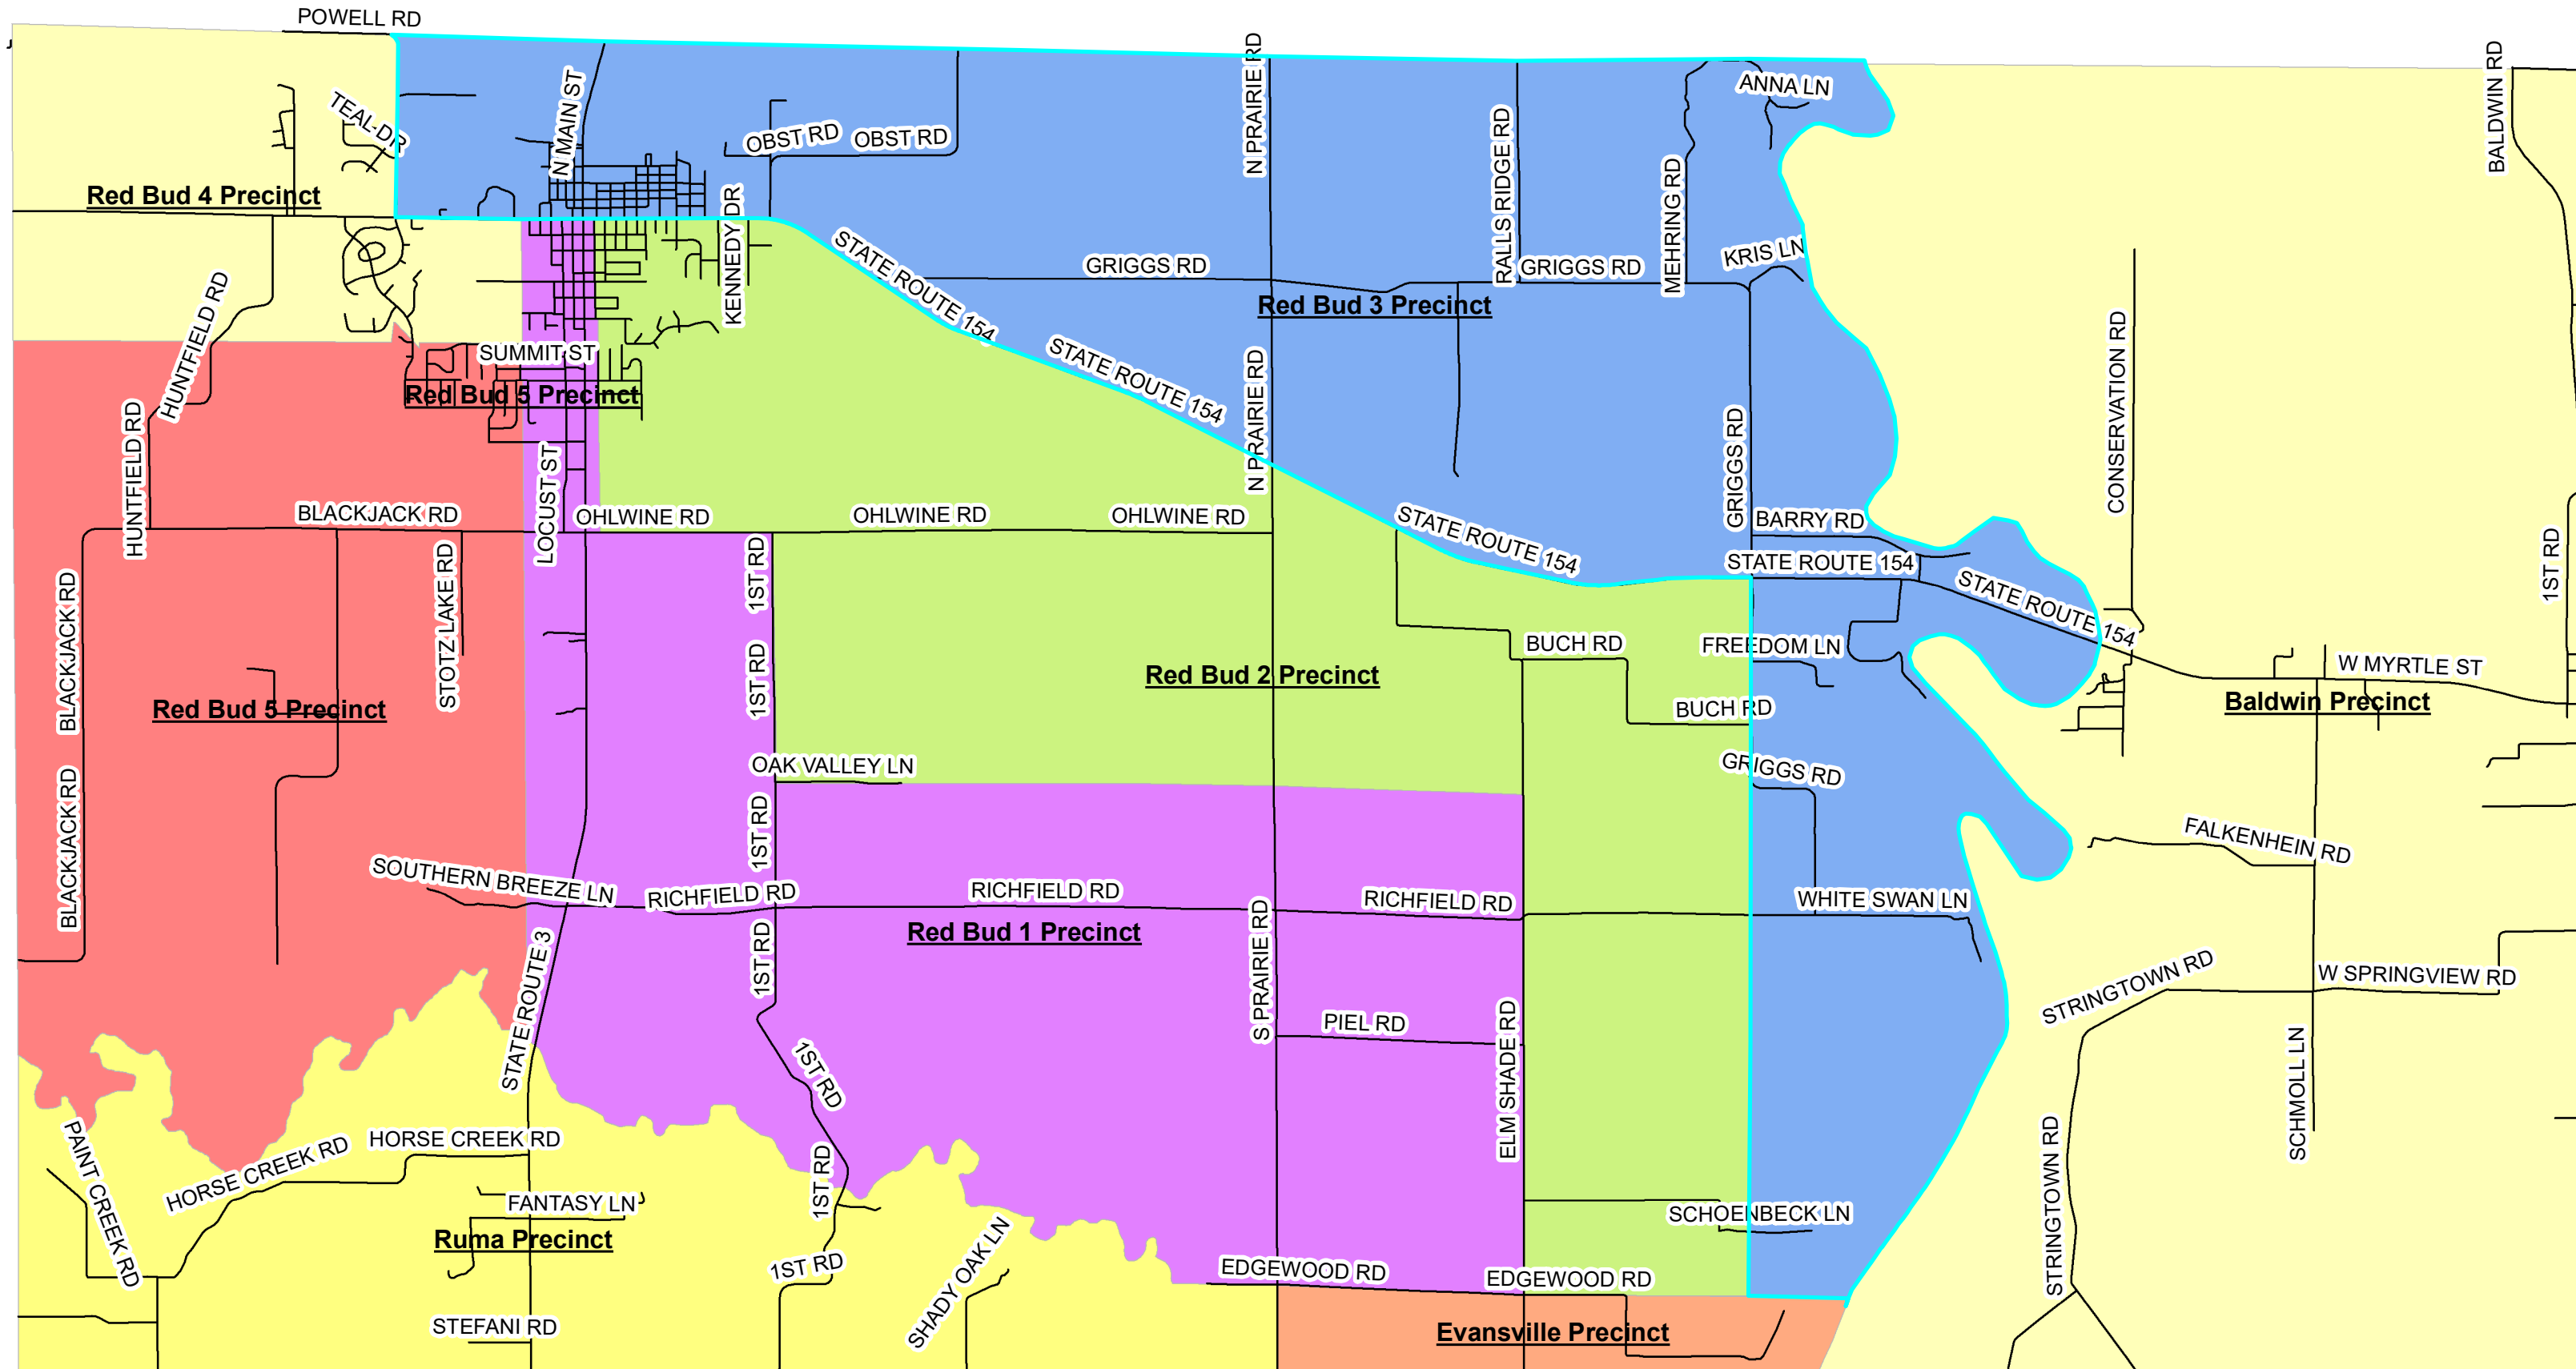 POWELL RD
TEAL DR
N MAIN ST
OBST RD
OBST RD
N PRAIRIE RD
RALLS RIDGE RD
MEHRING RD
ANNA LN
BALDWIN RD
Red Bud 4 Precinct
KENNEDY DR
STATE ROUTE 154
GRIGGS RD
GRIGGS RD
KRIS LN
Red Bud 3 Precinct
HUNTFIELD RD
HUNTFIELD RD
SUMMIT ST
Red Bud 5 Precinct
STATE ROUTE 154
N PRAIRIE RD
GRIGGS RD
CONSERVATION RD
LOCUST ST
BLACKJACK RD
OHLWINE RD
OHLWINE RD
OHLWINE RD
STATE ROUTE 154
BARRY RD
STATE ROUTE 154
STATE ROUTE 154
1ST RD
BLACKJACK RD
STOTZ LAKE RD
1ST RD
1ST RD
BUCH RD
FREEDOM LN
W MYRTLE ST
Red Bud 2 Precinct
Baldwin Precinct
Red Bud 5 Precinct
BUCH RD
OAK VALLEY LN
GRIGGS RD
BLACKJACK RD
1ST RD
FALKENHEIN RD
SOUTHERN BREEZE LN
RICHFIELD RD
RICHFIELD RD
RICHFIELD RD
WHITE SWAN LN
Red Bud 1 Precinct
STATE ROUTE 3
1ST RD
S PRAIRIE RD
STRINGTOWN RD
W SPRINGVIEW RD
PIEL RD
ELM SHADE RD
1ST RD
SCHMOLL LN
PAINT CREEK RD
HORSE CREEK RD
HORSE CREEK RD
1ST RD
STRINGTOWN RD
FANTASY LN
SCHOENBECK LN
Ruma Precinct
SHADY OAK LN
1ST RD
EDGEWOOD RD
EDGEWOOD RD
STEFANI RD
Evansville Precinct